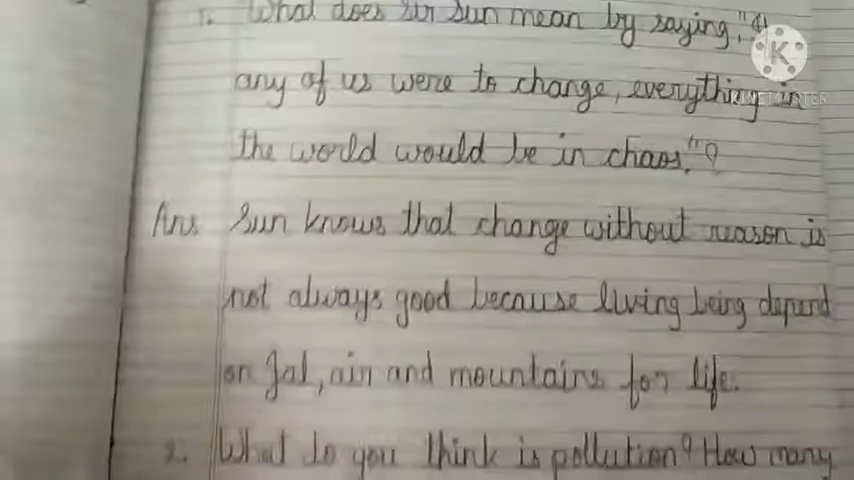 1. What does sir sun mean by saying, "If
any of us were to change, everything in
the world would be in chaos."?
Ans Sun knows that change without reason is
not always good because living being depend
on Jal, air and mountains for life.
2. What do you think is pollution? How many
K